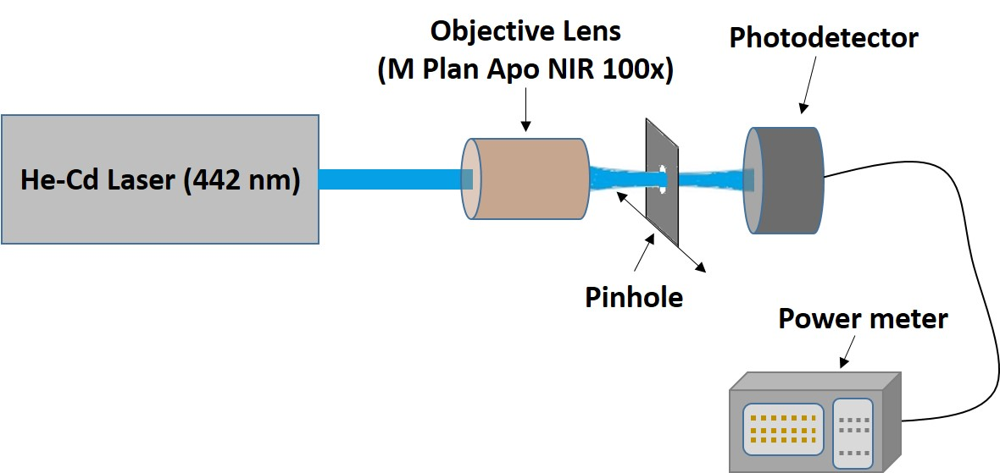 Objective Lens
(M Plan Apo NIR 100x)
Photodetector
He-Cd Laser (442 nm)
Pinhole
Power meter